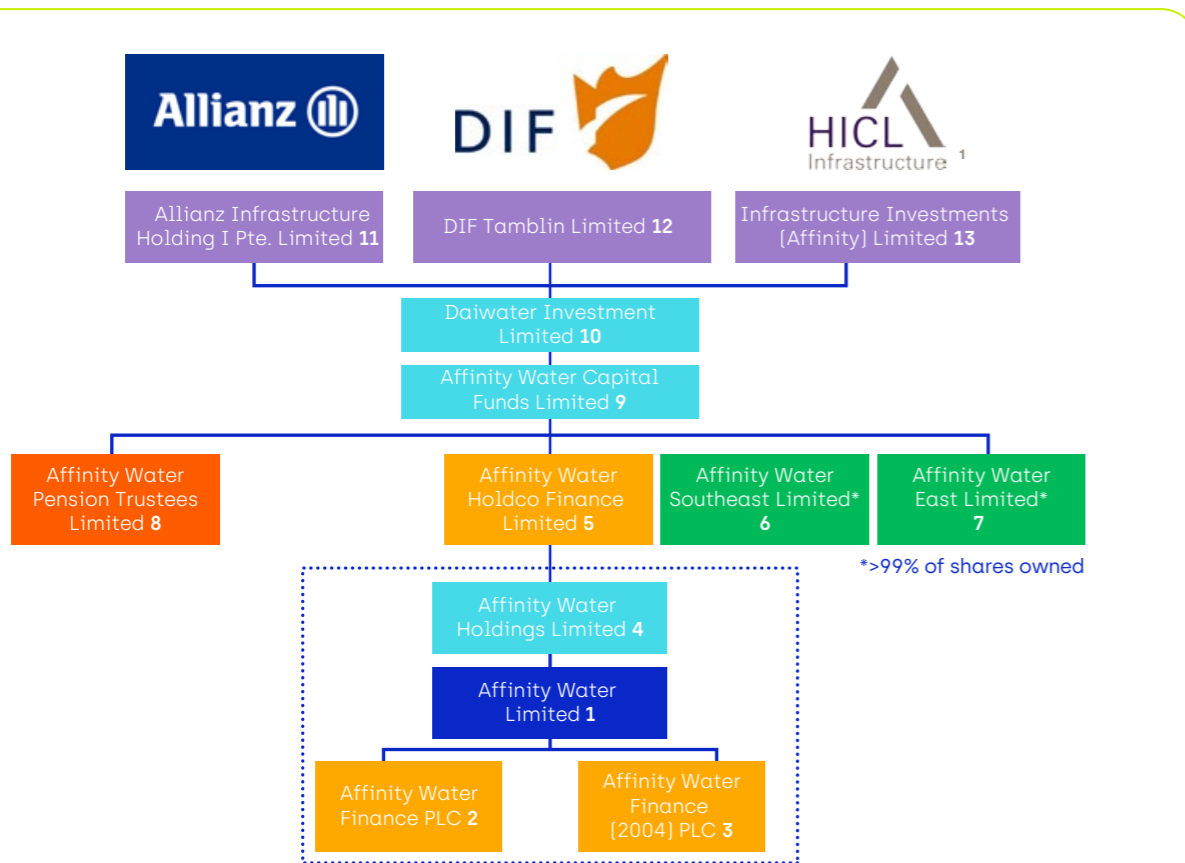 Allianz
DIF
HICL
Infrastructure 1
Allianz Infrastructure
Holding I Pte. Limited 11
DIF Tamblin Limited 12
Infrastructure Investments
(Affinity) Limited 13
Daiwater Investment
Limited 10
Affinity Water Capital
Funds Limited 9
Affinity Water
Pension Trustees
Limited 8
Affinity Water
Holdco Finance
Limited 5
Affinity Water
Southeast Limited*
6
Affinity Water
East Limited*
7
*>99% of shares owned
Affinity Water
Holdings Limited 4
Affinity Water
Limited 1
Affinity Water
Finance PLC 2
Affinity Water
Finance
(2004) PLC 3